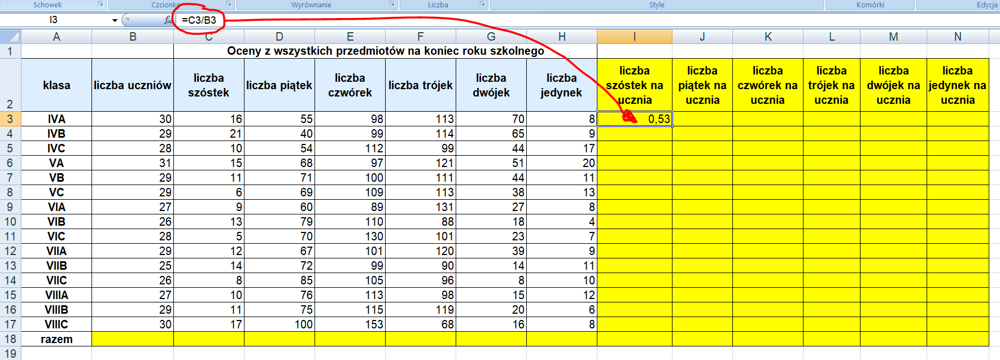 Schowek Czcionka Wyrównanie Liczba Style Komórki Edycja
I3 fx =C3/B3
A B C D E F G H I J K L M N
1 Oceny z wszystkich przedmiotów na koniec roku szkolnego
2 klasa liczba uczniów liczba szóstek liczba piątek liczba czwórek liczba trójek liczba dwójek liczba jedynek liczba szóstek na ucznia liczba piątek na ucznia liczba czwórek na ucznia liczba trójek na ucznia liczba dwójek na ucznia liczba jedynek na ucznia
3 IVA 30 16 55 98 113 70 8 0,53
4 IVB 29 21 40 99 114 65 9
5 IVC 28 10 54 112 99 44 17
6 VA 31 15 68 97 121 51 20
7 VB 29 11 71 100 111 44 11
8 VC 29 6 69 109 113 38 13
9 VIA 27 9 60 89 131 27 8
10 VIB 26 13 79 110 88 18 4
11 VIC 28 5 70 130 101 23 7
12 VIIA 29 12 67 101 120 39 9
13 VIIB 25 14 72 99 90 14 11
14 VIIC 26 8 85 105 96 8 10
15 VIIIA 27 10 76 113 98 15 12
16 VIIIB 29 11 75 115 119 20 6
17 VIIIC 30 17 100 153 68 16 8
18 razem
19